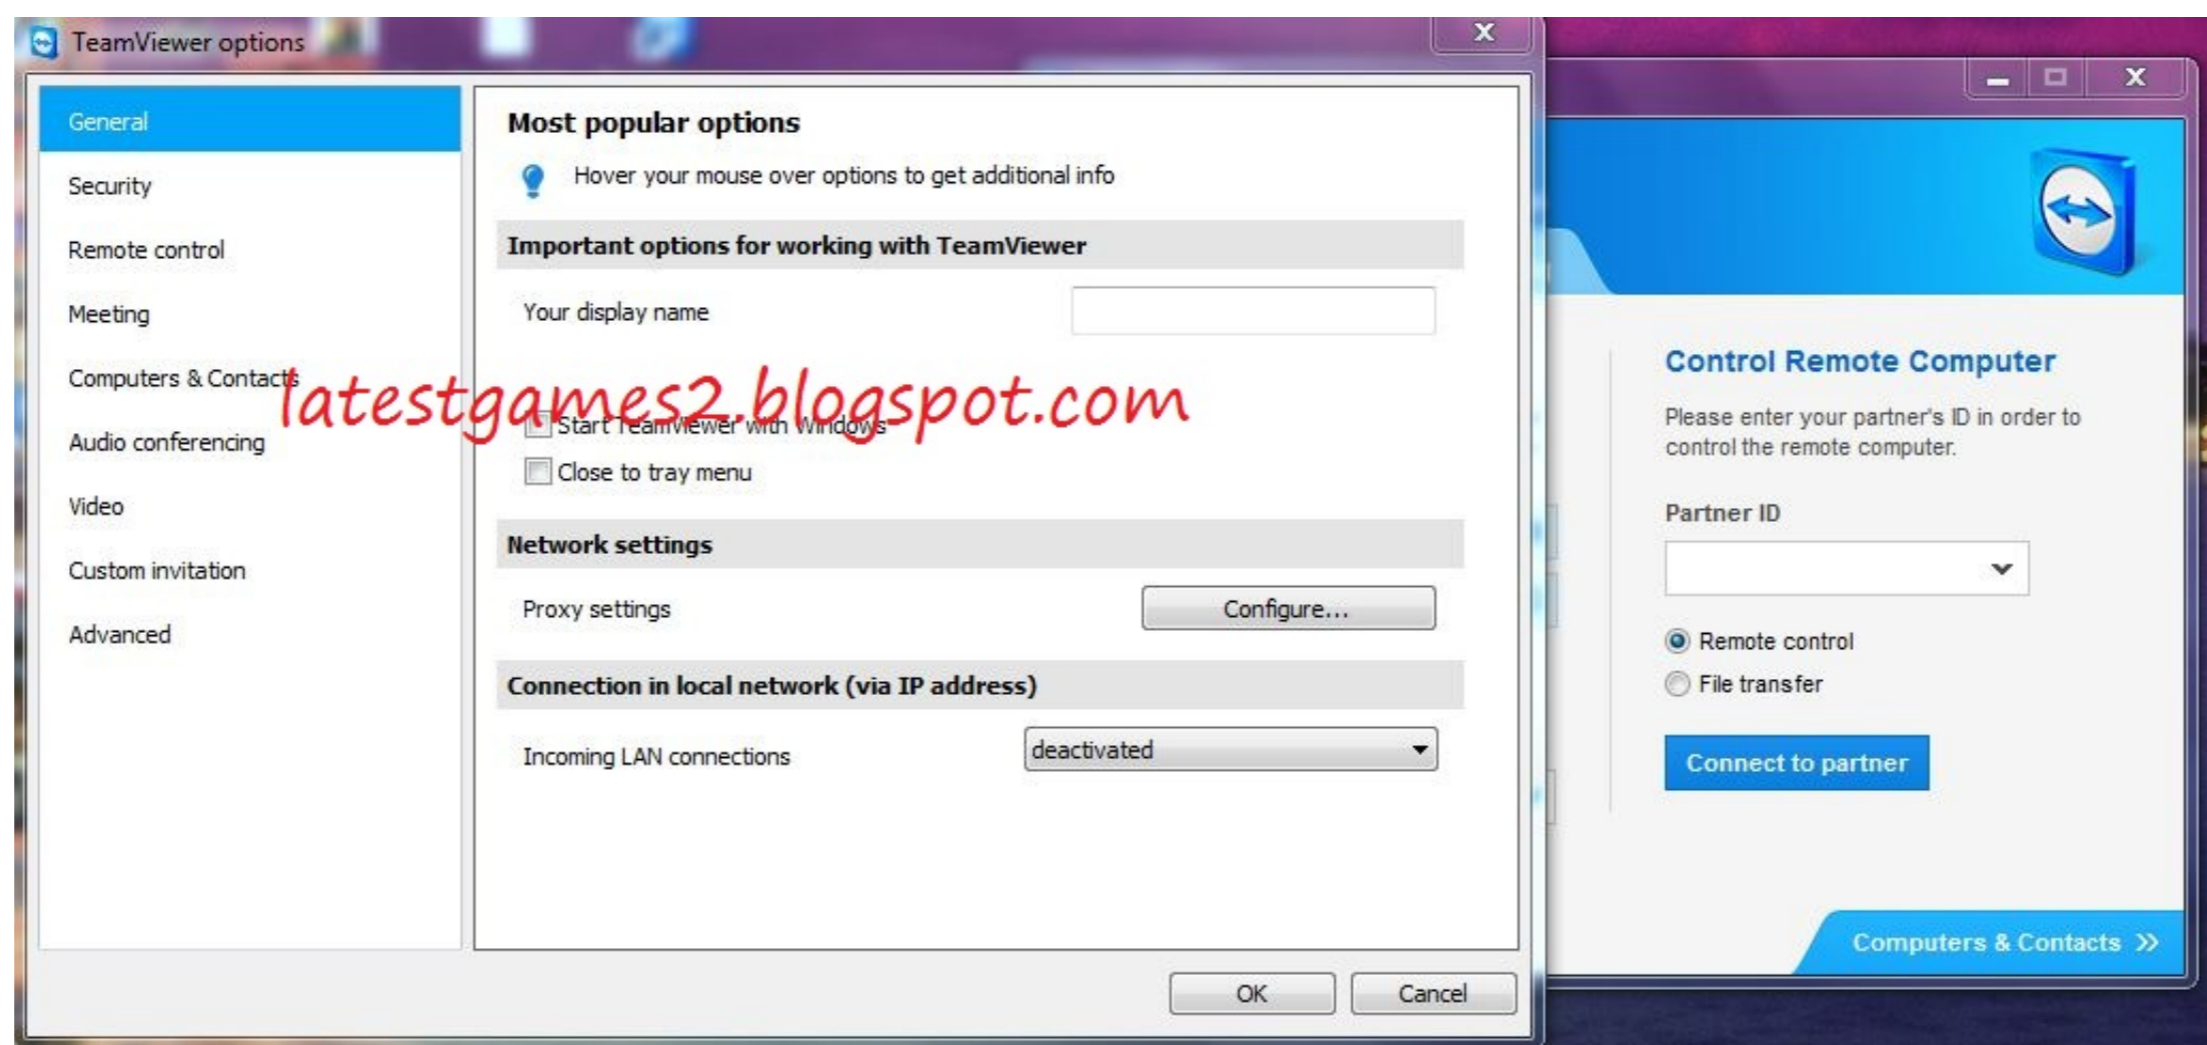 TeamViewer options
General
Security
Remote control
Meeting
Computers & Contacts
Audio conferencing
Video
Custom invitation
Advanced
Most popular options
Hover your mouse over options to get additional info
Important options for working with TeamViewer
Your display name
latestgames2.blogspot.com
Start TeamViewer with Windows
Close to tray menu
Network settings
Proxy settings
Configure...
Connection in local network (via IP address)
Incoming LAN connections
deactivated
OK
Cancel
Control Remote Computer
Please enter your partner's ID in order to
control the remote computer.
Partner ID
Remote control
File transfer
Connect to partner
Computers & Contacts >>